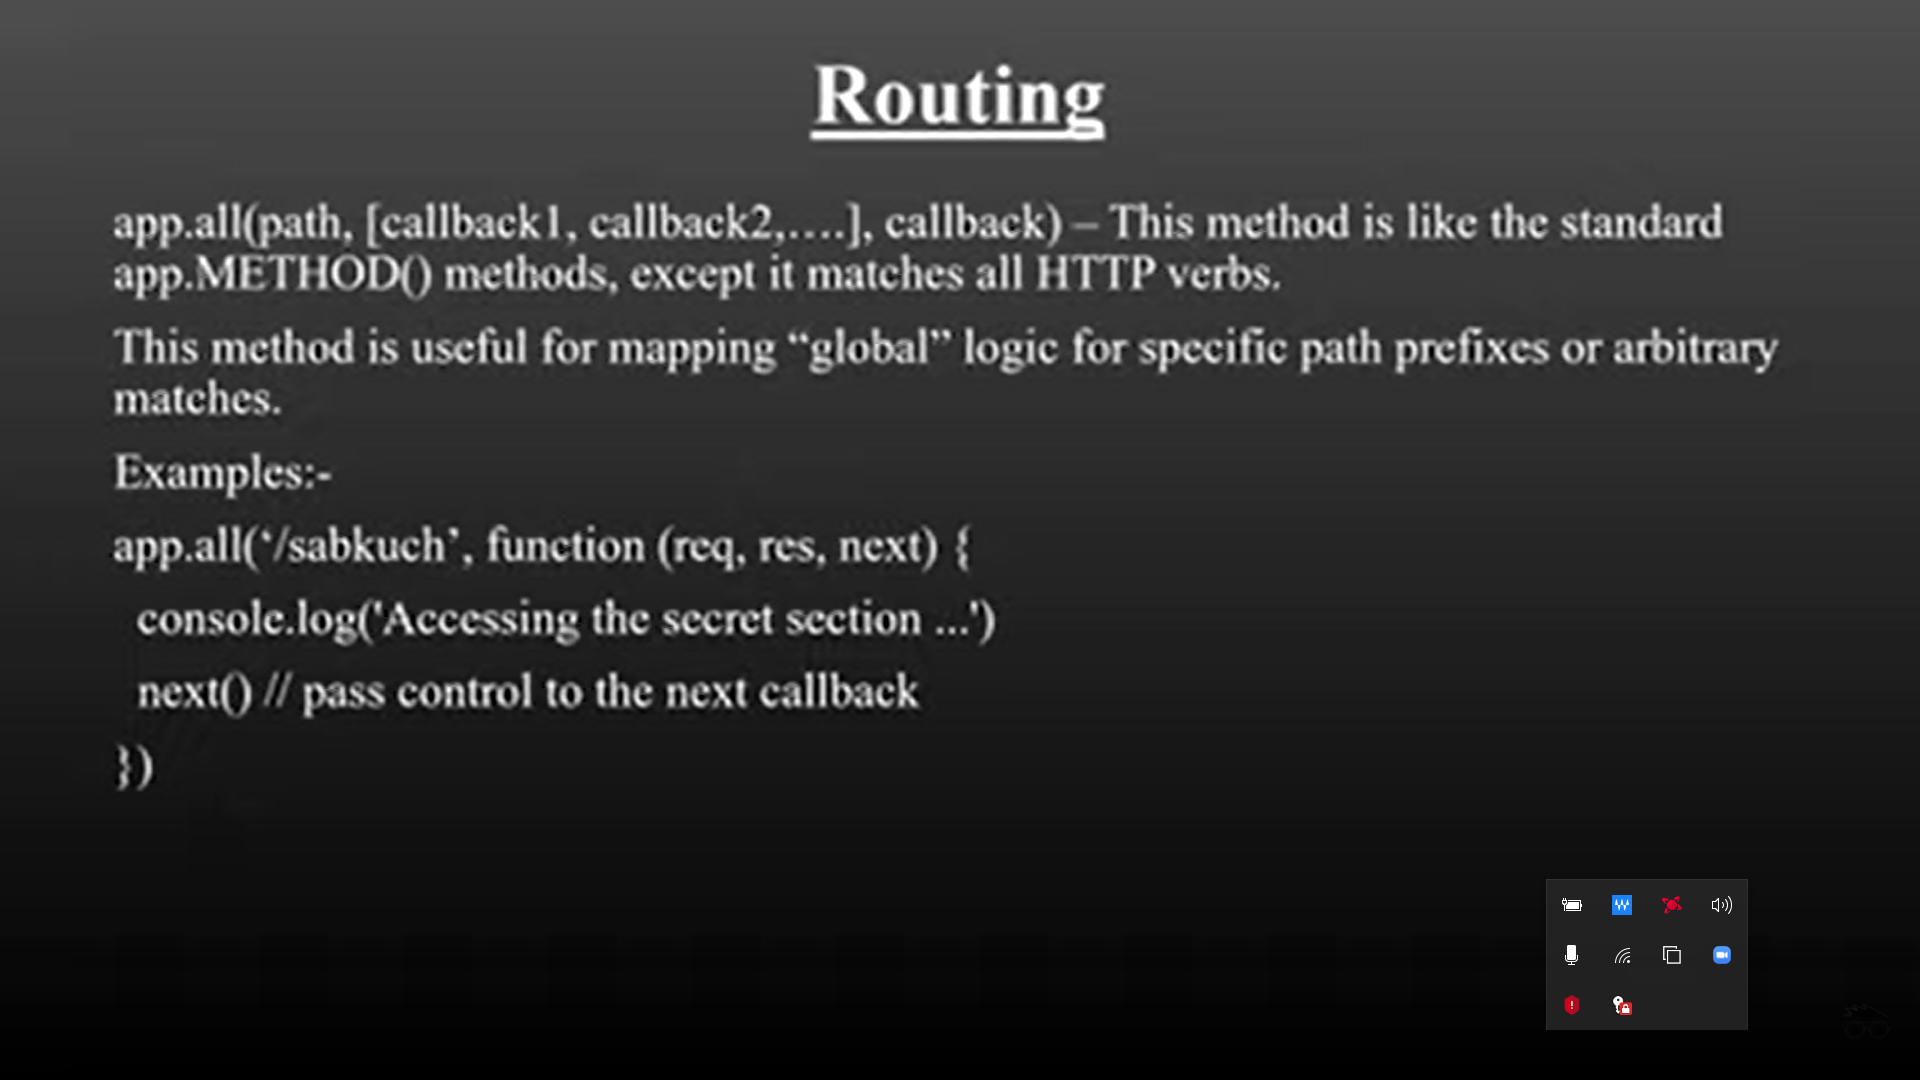 Routing
app.all(path, [callback1, callback2,….], callback) – This method is like the standard
app.METHOD() methods, except it matches all HTTP verbs.
This method is useful for mapping “global” logic for specific path prefixes or arbitrary
matches.
Examples:-
app.all(‘/sabkuch’, function (req, res, next) {
console.log('Accessing the secret section ...')
next() // pass control to the next callback
})